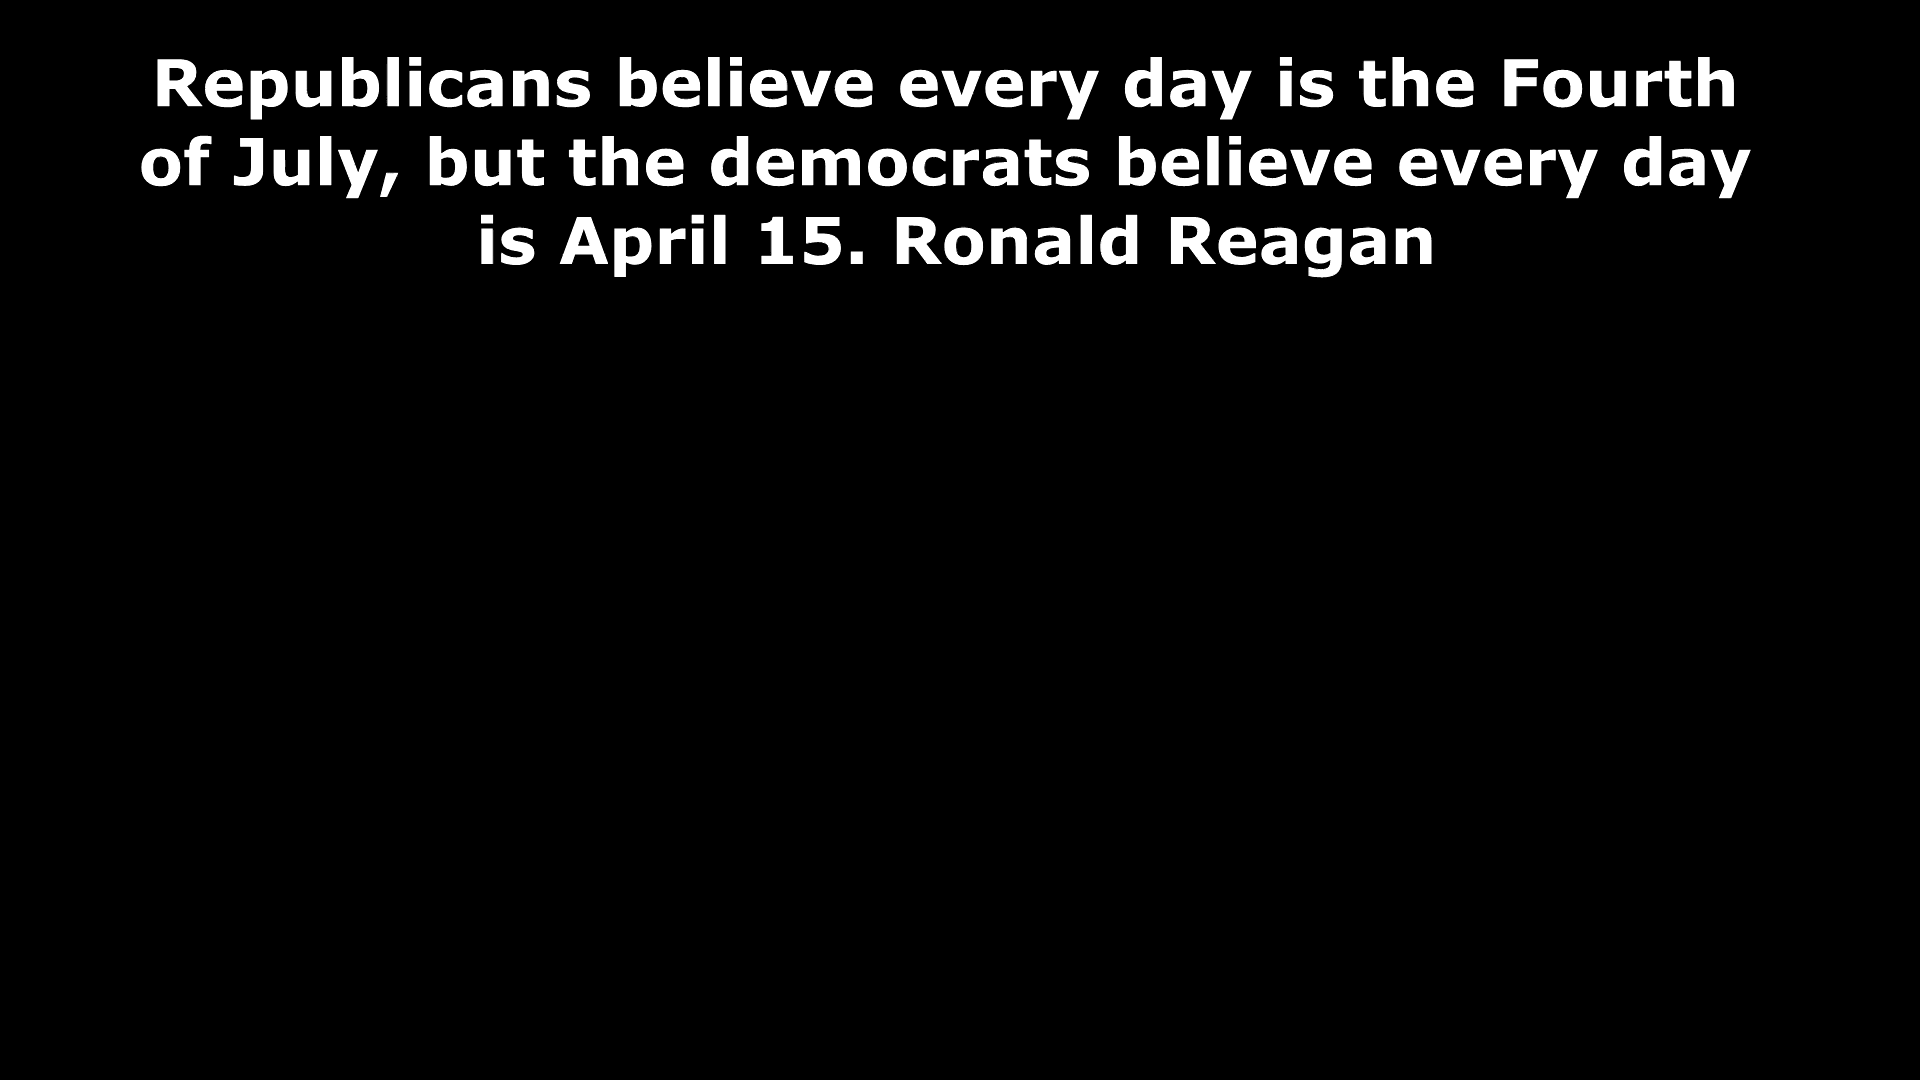 Republicans believe every day is the Fourth
of July, but the democrats believe every day
is April 15. Ronald Reagan